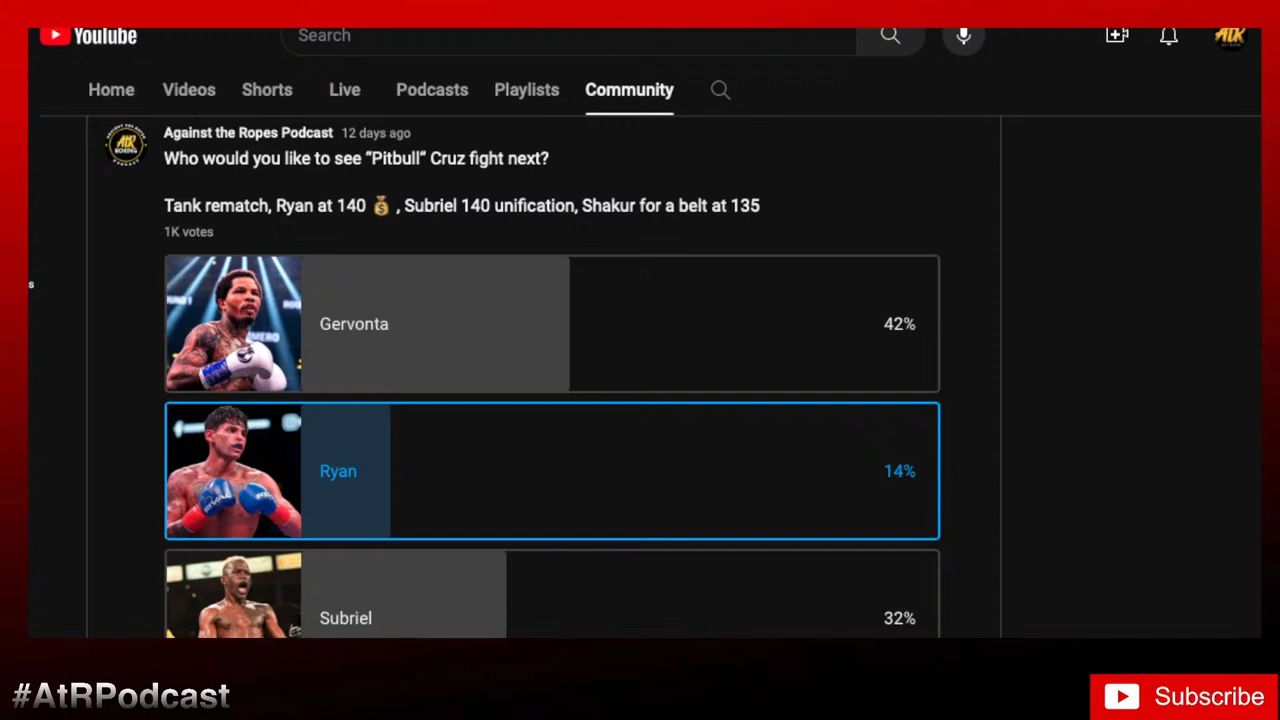 YouTube
Search
ATR
Home Videos Shorts Live Podcasts Playlists Community
Against the Ropes Podcast 12 days ago
Who would you like to see “Pitbull” Cruz fight next?
Tank rematch, Ryan at 140 💰 , Subriel 140 unification, Shakur for a belt at 135
1K votes
s
Gervonta 42%
Ryan 14%
Subriel 32%
#AtRPodcast
Subscribe